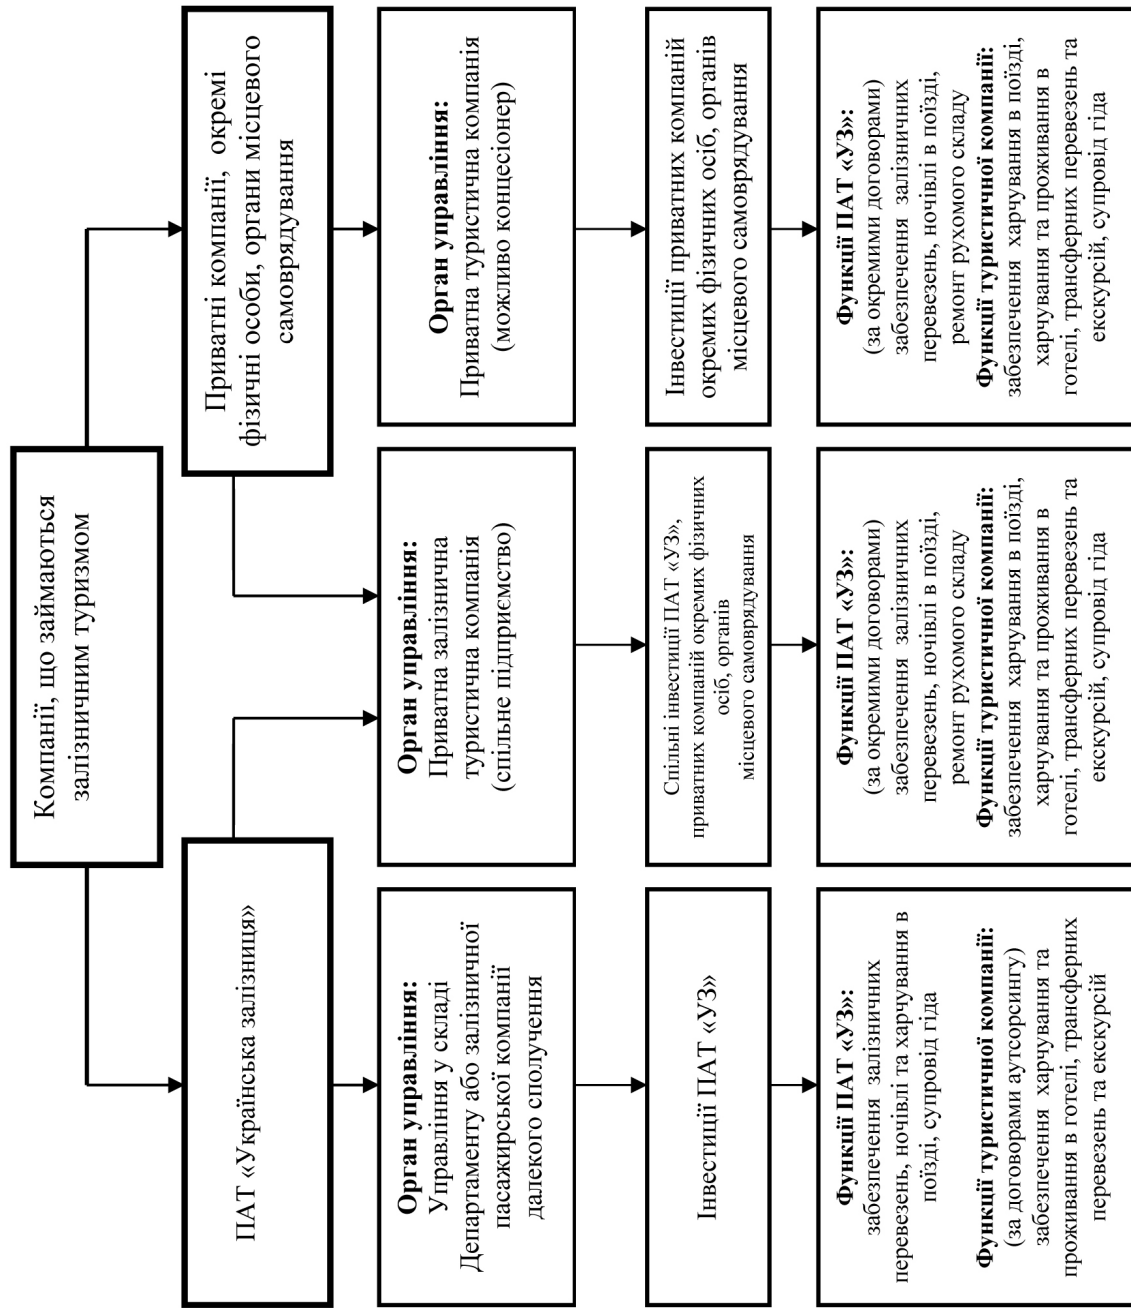 Компанії, що займаються
залізничним туризмом
ПАТ «Українська залізниця»
Приватні компанії, окремі
фізичні особи, органи місцевого
самоврядування
Орган управління:
Управління у складі
Департаменту або залізничної
пасажирської компанії
далекого сполучення
Орган управління:
Приватна залізнична
туристична компанія
(спільне підприємство)
Орган управління:
Приватна туристична компанія
(можливо концесіонер)
Інвестиції ПАТ «УЗ»
Спільні інвестиції ПАТ «УЗ»,
приватних компаній окремих фізичних
осіб, органів
місцевого самоврядування
Інвестиції приватних компаній
окремих фізичних осіб, органів
місцевого самоврядування
Функції ПАТ «УЗ»:
забезпечення залізничних
перевезень, ночівлі та харчування в
поїзді, супровід гіда
Функції туристичної компанії:
(за договорами аутсорсингу)
забезпечення харчування та
проживання в готелі, трансферних
перевезень та екскурсій
Функції ПАТ «УЗ»:
(за окремими договорами)
забезпечення залізничних
перевезень, ночівлі в поїзді,
ремонт рухомого складу
Функції туристичної компанії:
забезпечення харчування в поїзді,
харчування та проживання в
готелі, трансферних перевезень та
екскурсій, супровід гіда
Функції ПАТ «УЗ»:
(за окремими договорами)
забезпечення залізничних
перевезень, ночівлі в поїзді,
ремонт рухомого складу
Функції туристичної компанії:
забезпечення харчування в поїзді,
харчування та проживання в
готелі, трансферних перевезень та
екскурсій, супровід гіда